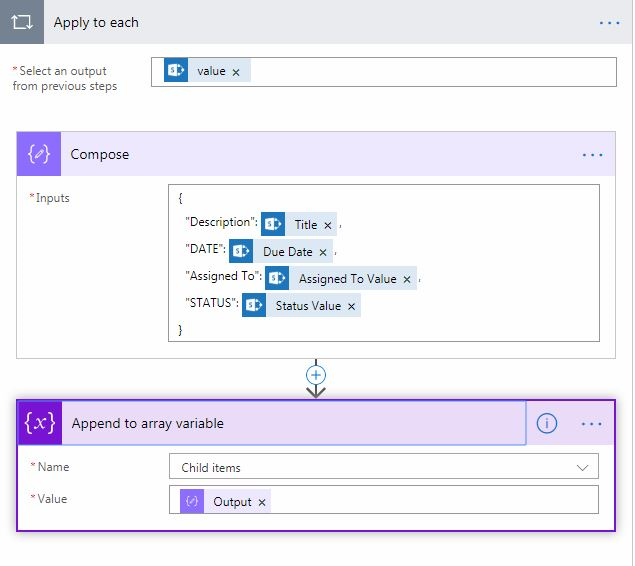 Apply to each ...
*Select an output
from previous steps
value ×
{} Compose ...
*Inputs
{
"Description": Title × ,
"DATE": Due Date × ,
"Assigned To": Assigned To Value × ,
"STATUS": Status Value ×
}
+
{x} Append to array variable i ...
*Name Child items
*Value {} Output ×